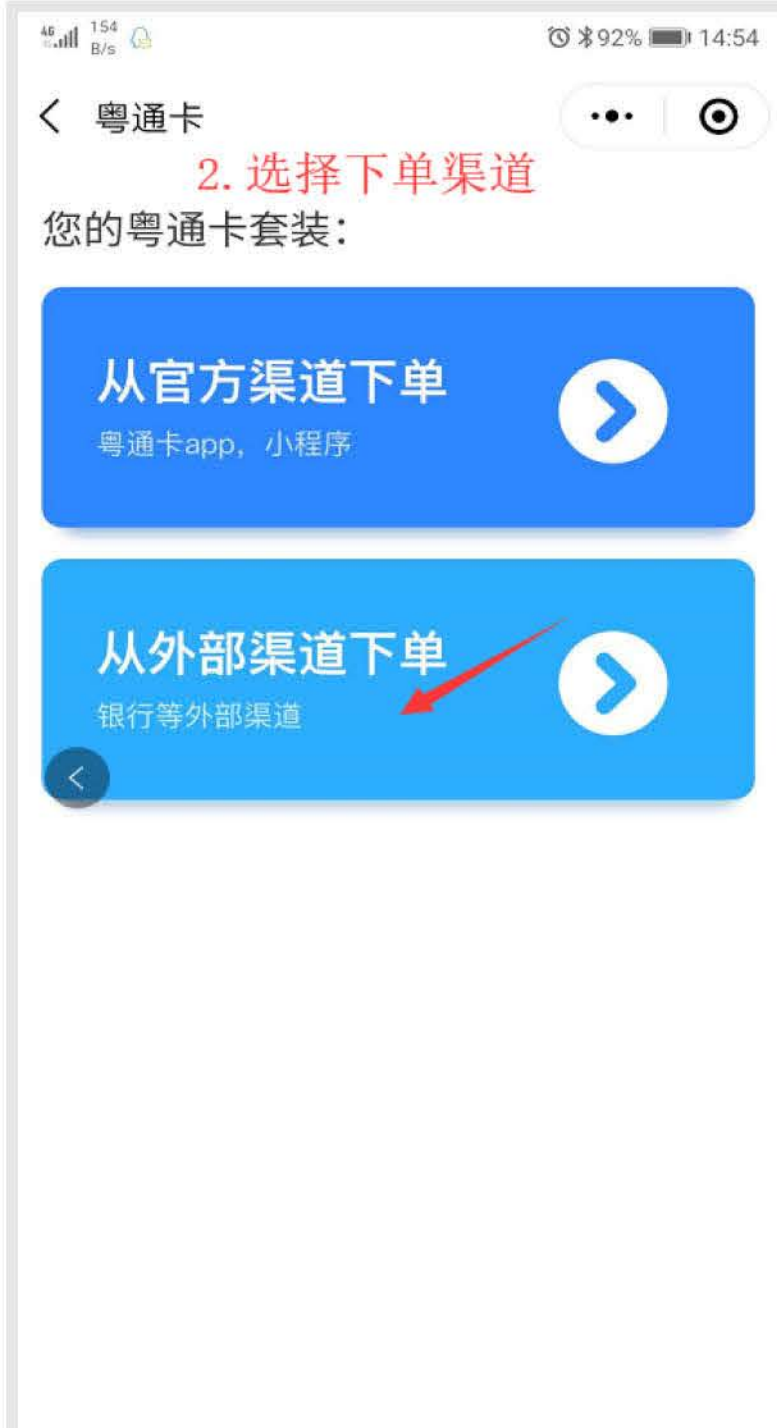 4G 154 B/s 92% 14:54
粤通卡
2. 选择下单渠道
您的粤通卡套装：
从官方渠道下单
粤通卡app，小程序
从外部渠道下单
银行等外部渠道